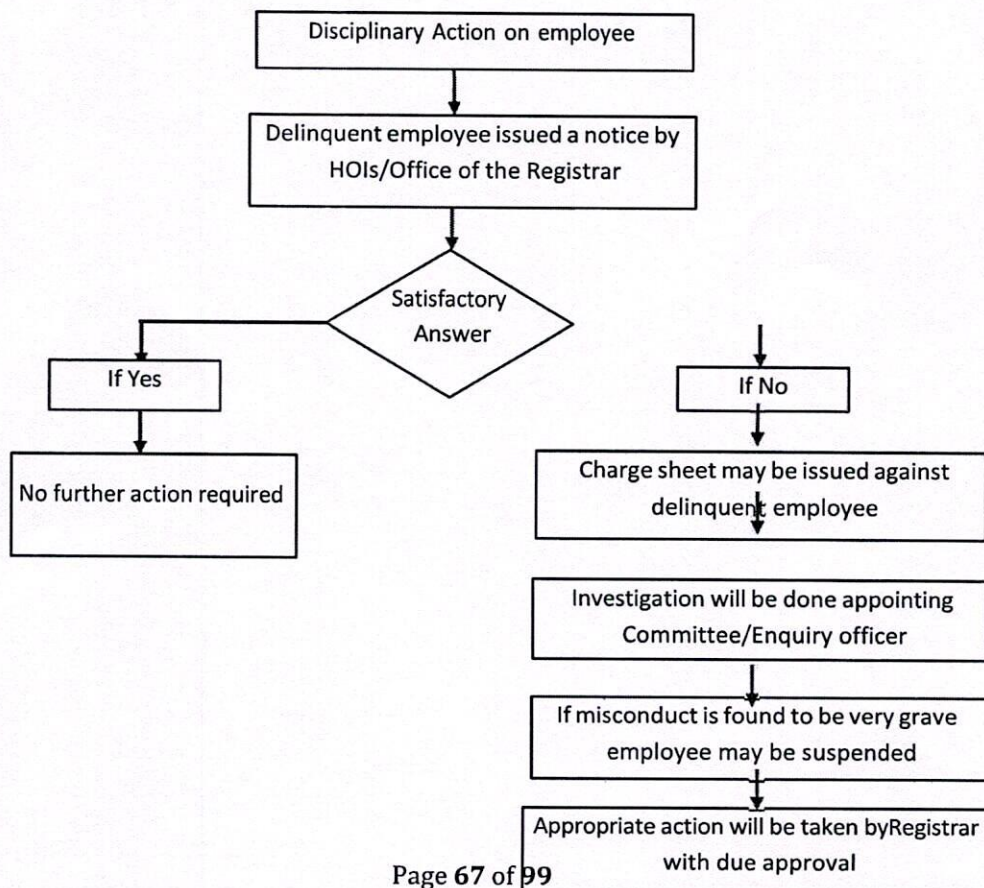 Disciplinary Action on employee
Delinquent employee issued a notice by
HOIs/Office of the Registrar
Satisfactory
Answer
If Yes
No further action required
If No
Charge sheet may be issued against
delinquent employee
Investigation will be done appointing
Committee/Enquiry officer
If misconduct is found to be very grave
employee may be suspended
Appropriate action will be taken byRegistrar
with due approval
Page 67 of 99